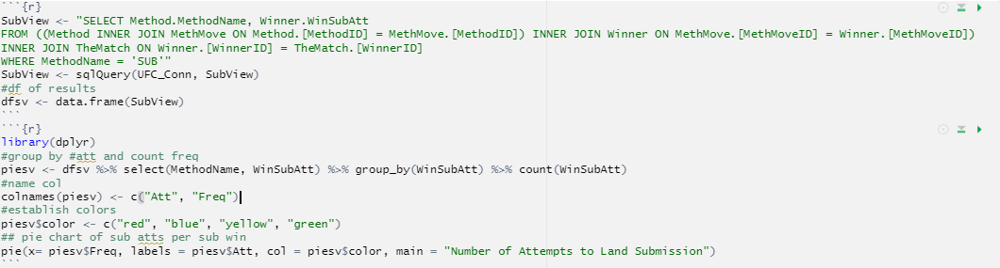 ```{r}
SubView <- "SELECT Method.MethodName, Winner.WinSubAtt
FROM ((Method INNER JOIN MethMove ON Method.[MethodID] = MethMove.[MethodID]) INNER JOIN Winner ON MethMove.[MethMoveID] = Winner.[MethMoveID])
INNER JOIN TheMatch ON Winner.[WinnerID] = TheMatch.[WinnerID]
WHERE MethodName = 'SUB'"
SubView <- sqlQuery(UFC_Conn, SubView)
#df of results
dfsv <- data.frame(SubView)
```
```{r}
library(dplyr)
#group by #att and count freq
piesv <- dfsv %>% select(MethodName, WinSubAtt) %>% group_by(WinSubAtt) %>% count(WinSubAtt)
#name col
colnames(piesv) <- c("Att", "Freq")
#establish colors
piesv$color <- c("red", "blue", "yellow", "green")
## pie chart of sub atts per sub win
pie(x= piesv$Freq, labels = piesv$Att, col = piesv$color, main = "Number of Attempts to Land Submission")
```